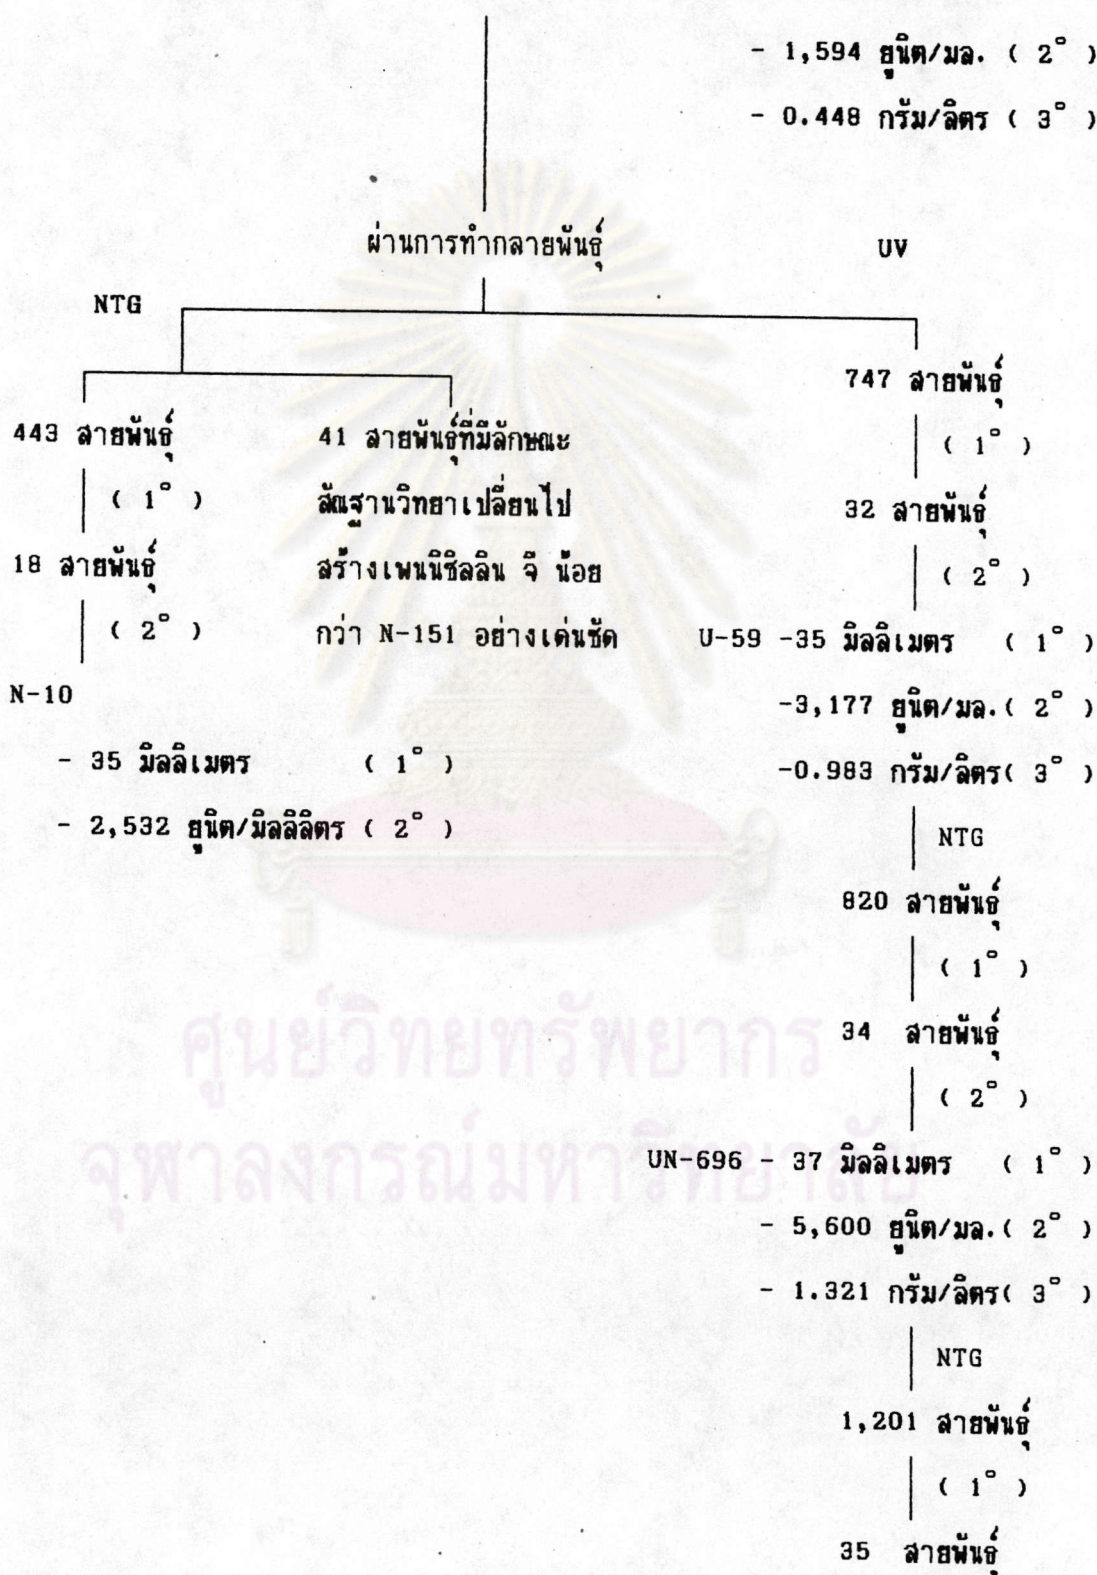 - 1,594 ยูนิต/มล. ( 2° )
- 0.448 กรัม/ลิตร ( 3° )
ผ่านการทำกลายพันธุ์
UV
NTG
747 สายพันธุ์
443 สายพันธุ์
41 สายพันธุ์ที่มีลักษณะ
( 1° )
( 1° )
สัณฐานวิทยาเปลี่ยนไป
32 สายพันธุ์
18 สายพันธุ์
สร้างเพนนิซิลลิน จี น้อย
( 2° )
( 2° )
กว่า N-151 อย่างเด่นชัด
U-59 -35 มิลลิเมตร ( 1° )
N-10
-3,177 ยูนิต/มล.( 2° )
- 35 มิลลิเมตร ( 1° )
-0.983 กรัม/ลิตร( 3° )
- 2,532 ยูนิต/มิลลิลิตร ( 2° )
NTG
820 สายพันธุ์
( 1° )
34 สายพันธุ์
( 2° )
UN-696 - 37 มิลลิเมตร ( 1° )
- 5,600 ยูนิต/มล.( 2° )
- 1.321 กรัม/ลิตร( 3° )
NTG
1,201 สายพันธุ์
( 1° )
35 สายพันธุ์
ศูนย์วิทยทรัพยากร
จุฬาลงกรณ์มหาวิทยาลัย